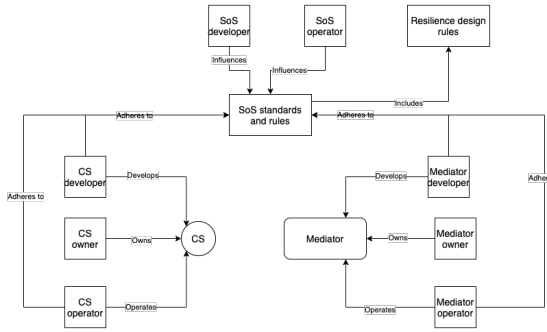 SoS
developer
SoS
operator
Resilience design
rules
Influences
Influences
SoS standards
and rules
Includes
Adheres to
Adheres to
CS
developer
Develops
Mediator
developer
Develops
Adheres to
Adhe
CS
owner
Owns
CS
Mediator
Owns
Mediator
owner
CS
operator
Operates
Operates
Mediator
operator